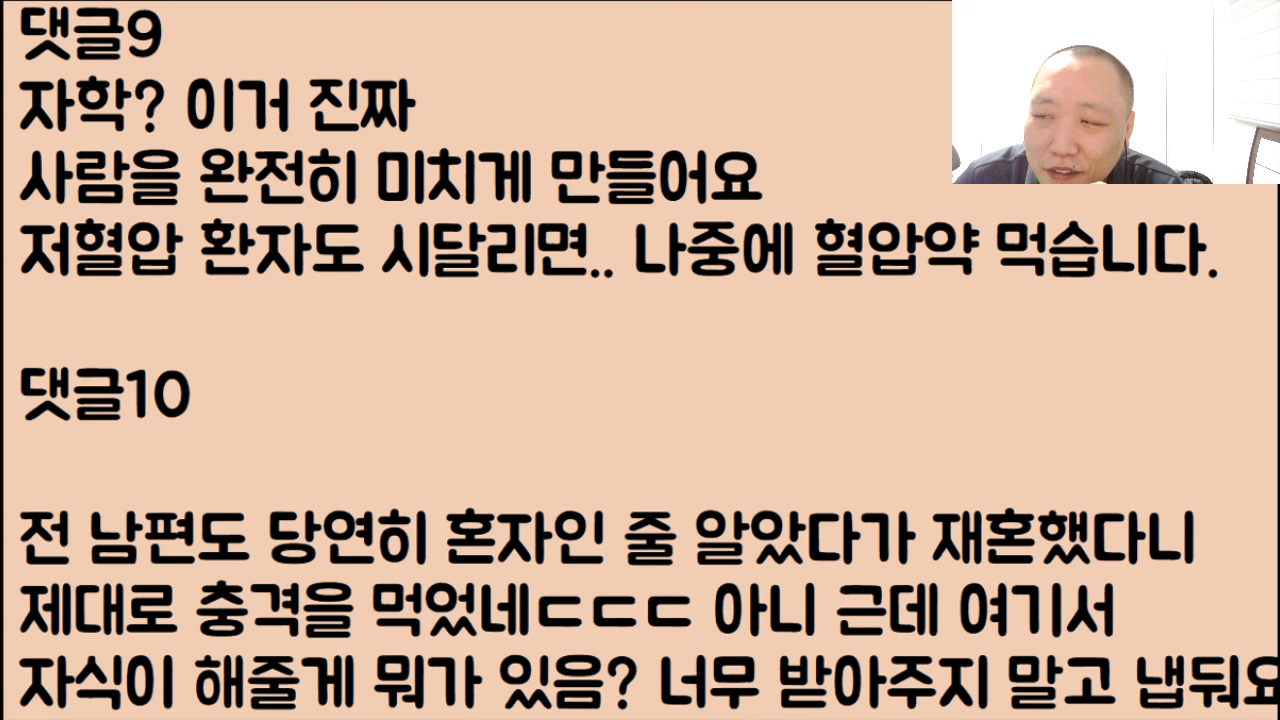 댓글9
자학? 이거 진짜
사람을 완전히 미치게 만들어요
저혈압 환자도 시달리면.. 나중에 혈압약 먹습니다.
댓글10
전 남편도 당연히 혼자인 줄 알았다가 재혼했다니
제대로 충격을 먹었네ㄷㄷㄷ 아니 근데 여기서
자식이 해줄게 뭐가 있음? 너무 받아주지 말고 냅둬요